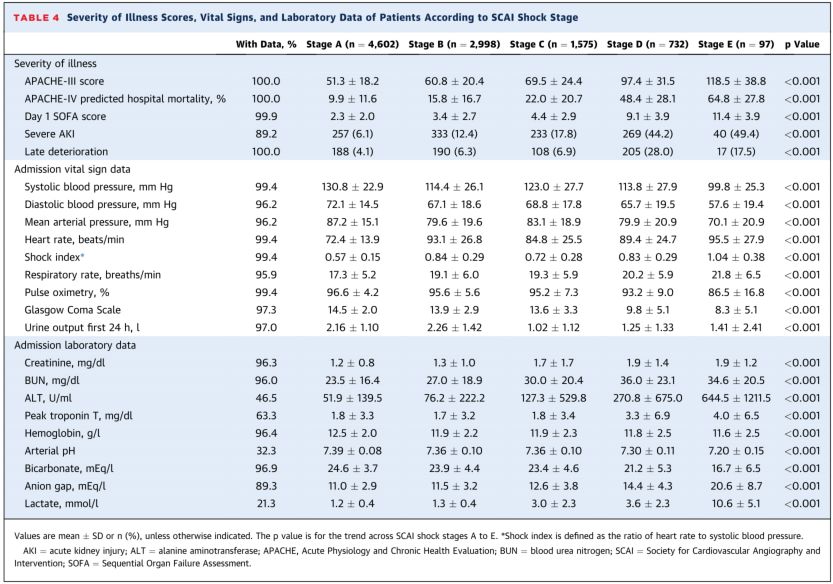 TABLE 4 Severity of Illness Scores, Vital Signs, and Laboratory Data of Patients According to SCAI Shock Stage
With Data, % Stage A (n = 4,602) Stage B (n = 2,998) Stage C (n = 1,575) Stage D (n = 732) Stage E (n = 97) p Value
Severity of illness
APACHE-III score 100.0 51.3 ± 18.2 60.8 ± 20.4 69.5 ± 24.4 97.4 ± 31.5 118.5 ± 38.8 <0.001
APACHE-IV predicted hospital mortality, % 100.0 9.9 ± 11.6 15.8 ± 16.7 22.0 ± 20.7 48.4 ± 28.1 64.8 ± 27.8 <0.001
Day 1 SOFA score 99.9 2.3 ± 2.0 3.4 ± 2.7 4.4 ± 2.9 9.1 ± 3.9 11.4 ± 3.9 <0.001
Severe AKI 89.2 257 (6.1) 333 (12.4) 233 (17.8) 269 (44.2) 40 (49.4) <0.001
Late deterioration 100.0 188 (4.1) 190 (6.3) 108 (6.9) 205 (28.0) 17 (17.5) <0.001
Admission vital sign data
Systolic blood pressure, mm Hg 99.4 130.8 ± 22.9 114.4 ± 26.1 123.0 ± 27.7 113.8 ± 27.9 99.8 ± 25.3 <0.001
Diastolic blood pressure, mm Hg 96.2 72.1 ± 14.5 67.1 ± 18.6 68.8 ± 17.8 65.7 ± 19.5 57.6 ± 19.4 <0.001
Mean arterial pressure, mm Hg 96.2 87.2 ± 15.1 79.6 ± 19.6 83.1 ± 18.9 79.9 ± 20.9 70.1 ± 20.9 <0.001
Heart rate, beats/min 99.4 72.4 ± 13.9 93.1 ± 26.8 84.8 ± 25.5 89.4 ± 24.7 95.5 ± 27.9 <0.001
Shock index* 99.4 0.57 ± 0.15 0.84 ± 0.29 0.72 ± 0.28 0.83 ± 0.29 1.04 ± 0.38 <0.001
Respiratory rate, breaths/min 95.9 17.3 ± 5.2 19.1 ± 6.0 19.3 ± 5.9 20.2 ± 5.9 21.8 ± 6.5 <0.001
Pulse oximetry, % 99.4 96.6 ± 4.2 95.6 ± 5.6 95.2 ± 7.3 93.2 ± 9.0 86.5 ± 16.8 <0.001
Glasgow Coma Scale 97.3 14.5 ± 2.0 13.9 ± 2.9 13.6 ± 3.3 9.8 ± 5.1 8.3 ± 5.1 <0.001
Urine output first 24 h, l 97.0 2.16 ± 1.10 2.26 ± 1.42 1.02 ± 1.12 1.25 ± 1.33 1.41 ± 2.41 <0.001
Admission laboratory data
Creatinine, mg/dl 96.3 1.2 ± 0.8 1.3 ± 1.0 1.7 ± 1.7 1.9 ± 1.4 1.9 ± 1.2 <0.001
BUN, mg/dl 96.0 23.5 ± 16.4 27.0 ± 18.9 30.0 ± 20.4 36.0 ± 23.1 34.6 ± 20.5 <0.001
ALT, U/ml 46.5 51.9 ± 139.5 76.2 ± 222.2 127.3 ± 529.8 270.8 ± 675.0 644.5 ± 1211.5 <0.001
Peak troponin T, mg/dl 63.3 1.8 ± 3.3 1.7 ± 3.2 1.8 ± 3.4 3.3 ± 6.9 4.0 ± 6.5 <0.001
Hemoglobin, g/l 96.4 12.5 ± 2.0 11.9 ± 2.2 11.9 ± 2.3 11.8 ± 2.5 11.6 ± 2.5 <0.001
Arterial pH 32.3 7.39 ± 0.08 7.36 ± 0.10 7.36 ± 0.10 7.30 ± 0.11 7.20 ± 0.15 <0.001
Bicarbonate, mEq/l 96.9 24.6 ± 3.7 23.9 ± 4.4 23.4 ± 4.6 21.2 ± 5.3 16.7 ± 6.5 <0.001
Anion gap, mEq/l 89.3 11.0 ± 2.9 11.5 ± 3.2 12.6 ± 3.8 14.4 ± 4.3 20.6 ± 8.7 <0.001
Lactate, mmol/l 21.3 1.2 ± 0.4 1.3 ± 0.4 3.0 ± 2.3 3.6 ± 2.3 10.6 ± 5.1 <0.001
Values are mean ± SD or n (%), unless otherwise indicated. The p value is for the trend across SCAI shock stages A to E. *Shock index is defined as the ratio of heart rate to systolic blood pressure.
AKI = acute kidney injury; ALT = alanine aminotransferase; APACHE, Acute Physiology and Chronic Health Evaluation; BUN = blood urea nitrogen; SCAI = Society for Cardiovascular Angiography and
Intervention; SOFA = Sequential Organ Failure Assessment.